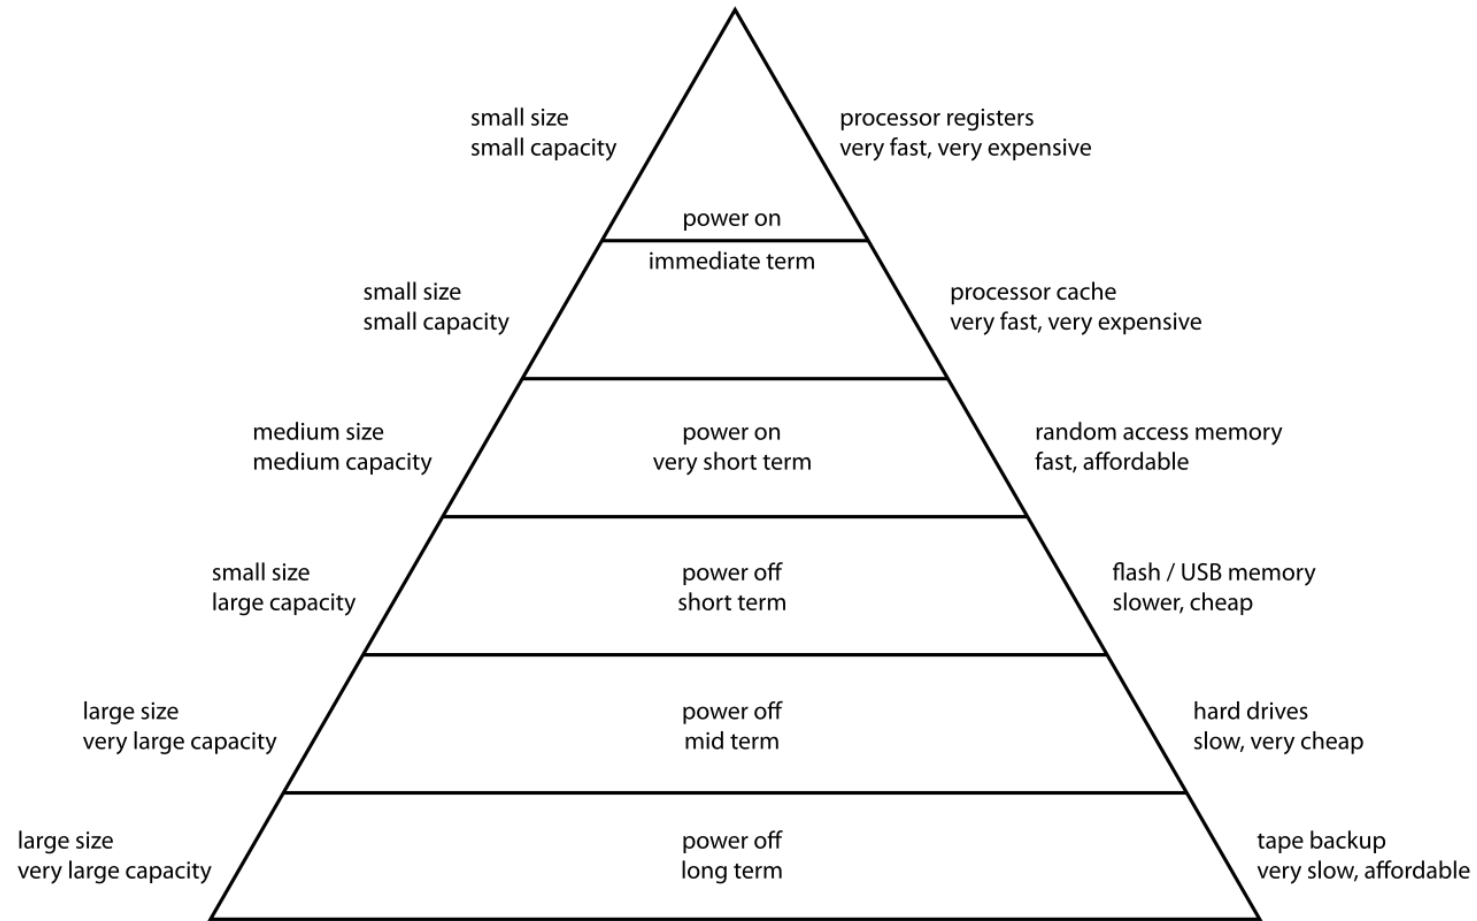 small size
small capacity
processor registers
very fast, very expensive
power on
immediate term
small size
small capacity
processor cache
very fast, very expensive
medium size
medium capacity
power on
very short term
random access memory
fast, affordable
small size
large capacity
power off
short term
flash / USB memory
slower, cheap
large size
very large capacity
power off
mid term
hard drives
slow, very cheap
large size
very large capacity
power off
long term
tape backup
very slow, affordable